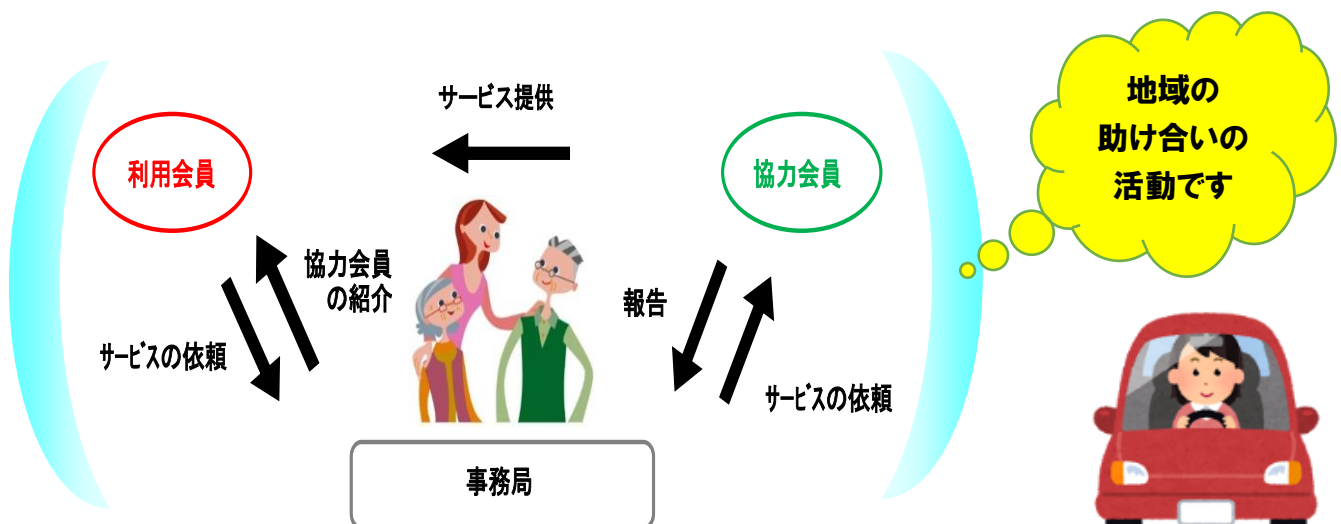 サービス提供
利用会員
協力会員
協力会員
の紹介
サービスの依頼
報告
サービスの依頼
事務局
地域の
助け合いの
活動です